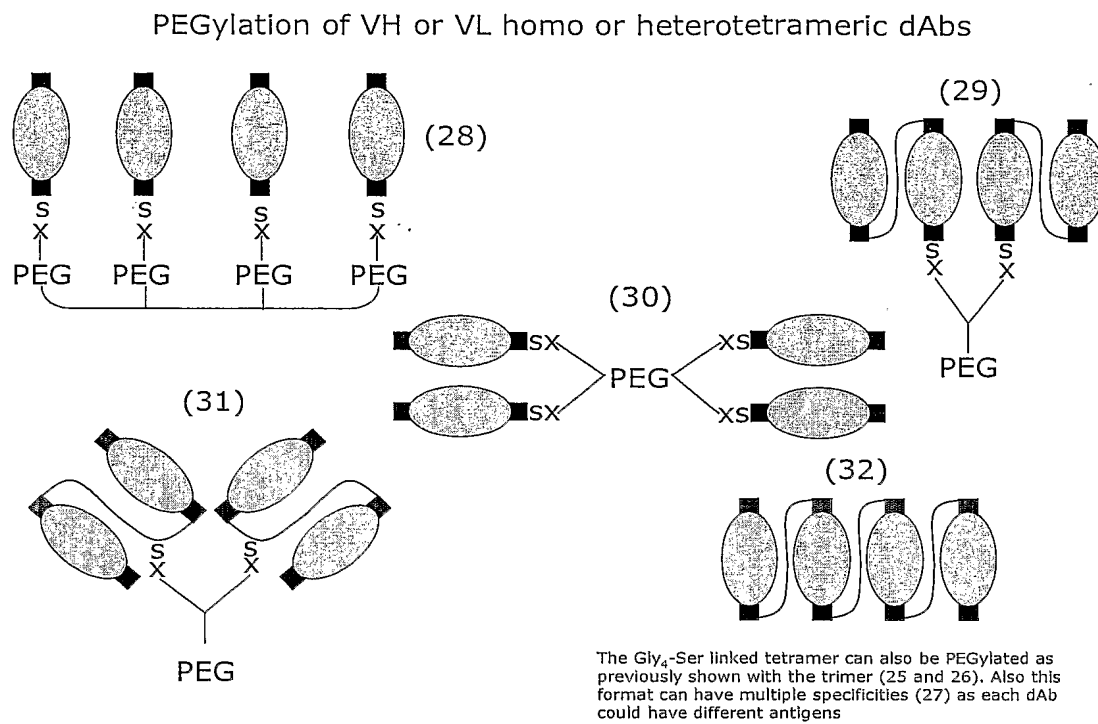 PEGylation of VH or VL homo or heterotetrameric dAbs
(28)
S S S S
X X X X
PEG PEG PEG PEG
(29)
S S
X X
PEG
(30)
SX XS
PEG
SX XS
(31)
S S
X X
PEG
(32)
The Gly₄-Ser linked tetramer can also be PEGylated as
previously shown with the trimer (25 and 26). Also this
format can have multiple specificities (27) as each dAb
could have different antigens